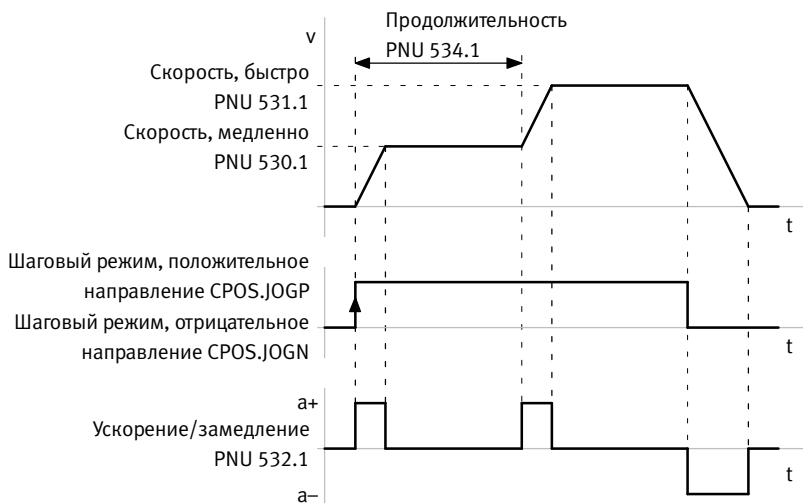 Продолжительность
PNU 534.1
v
Скорость, быстро
PNU 531.1
Скорость, медленно
PNU 530.1
t
Шаговый режим, положительное
направление CPOS.JOGP
Шаговый режим, отрицательное
направление CPOS.JOGN
t
a+
Ускорение/замедление
PNU 532.1
t
a–